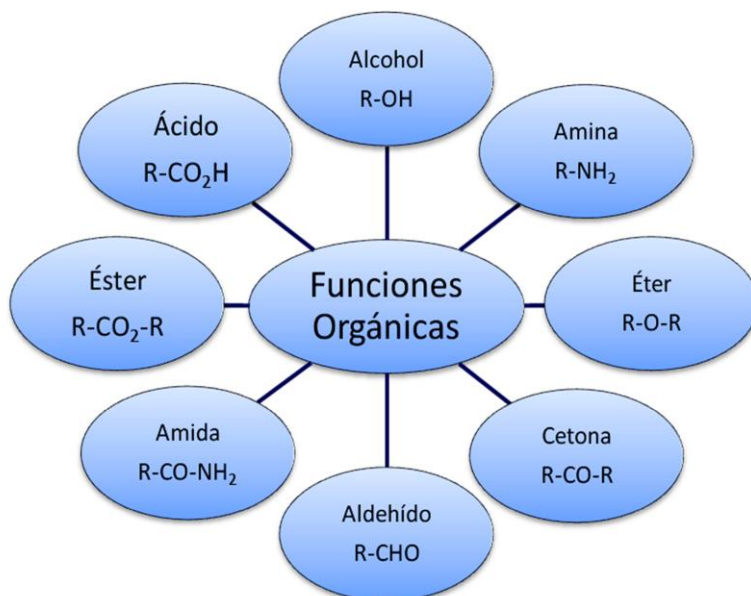 Alcohol
R-OH
Amina
R-NH₂
Éter
R-O-R
Cetona
R-CO-R
Aldehído
R-CHO
Amida
R-CO-NH₂
Éster
R-CO₂-R
Ácido
R-CO₂H
Funciones
Orgánicas